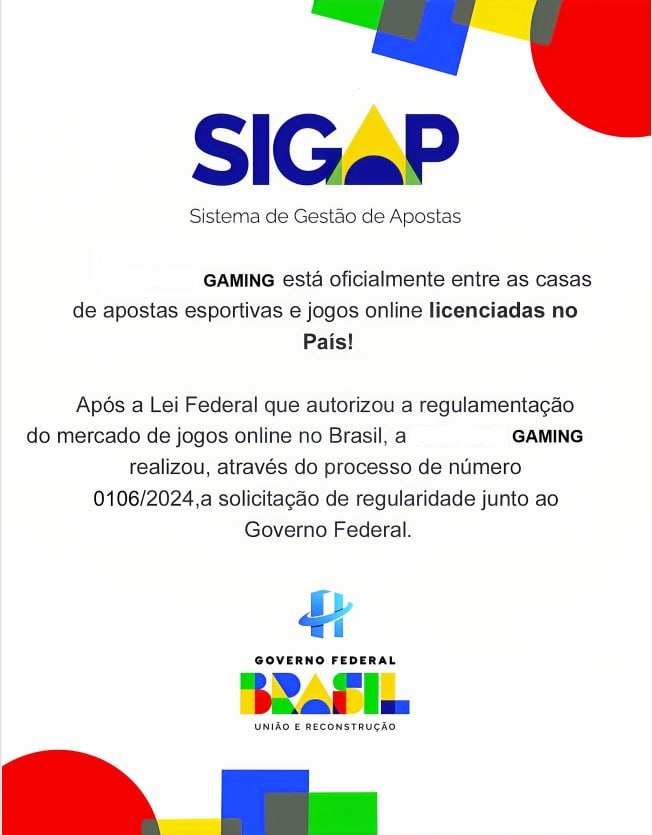 SIGAP
Sistema de Gestão de Apostas
GAMING está oficialmente entre as casas
de apostas esportivas e jogos online licenciadas no
País!
Após a Lei Federal que autorizou a regulamentação
do mercado de jogos online no Brasil, a GAMING
realizou, através do processo de número
0106/2024,a solicitação de regularidade junto ao
Governo Federal.
GOVERNO FEDERAL
BRASIL
UNIÃO E RECONSTRUÇÃO